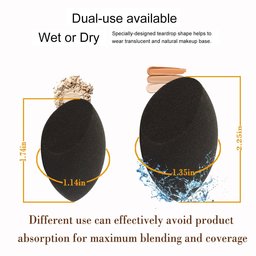 Dual-use available
Wet or Dry
Specially-designed teardrop shape helps to
wear translucent and natural makeup base.
1.74in
1.14in
1.35in
2.25in
Different use can effectively avoid product
absorption for maximum blending and coverage